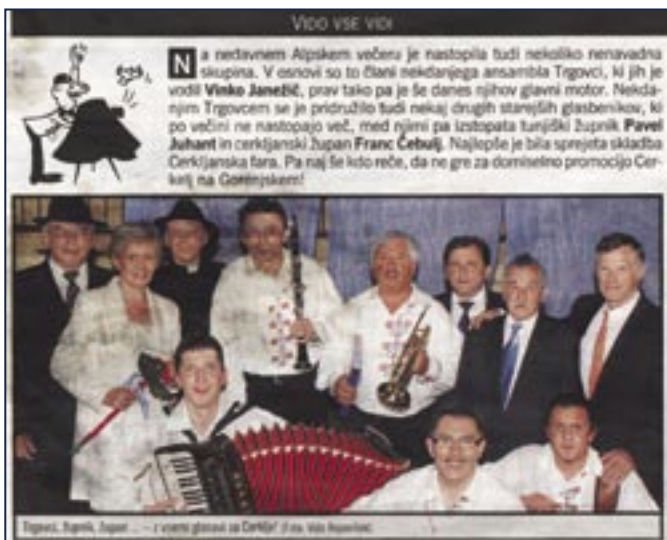 VIDO VSE VIDI
Na nedavnem Alpskem večeru je nastopila tudi nekoliko nenavadna
skupina. V osnovi so to člani nekdanjega ansambla Trgovci, ki jih je
vodil Vinko Janežič, prav tako pa je še danes njihov glavni motor. Nekda-
njim Trgovcem se je pridružilo tudi nekaj drugih starejših glasbenikov, ki
po večini ne nastopajo več, med njimi pa izstopata tunjiški župnik Pavel
Juhant in cerkljanski župan Franc Čebulj. Najlopše je bila sprejeta skladba
Cerkljanska fara. Pa naj še kdo reče, da ne gre za domiselno promocijo Cer-
kelj na Gorenjskem!
Trgovci, župnik, župan ... – z vsemi glasovi za Cerklje! //